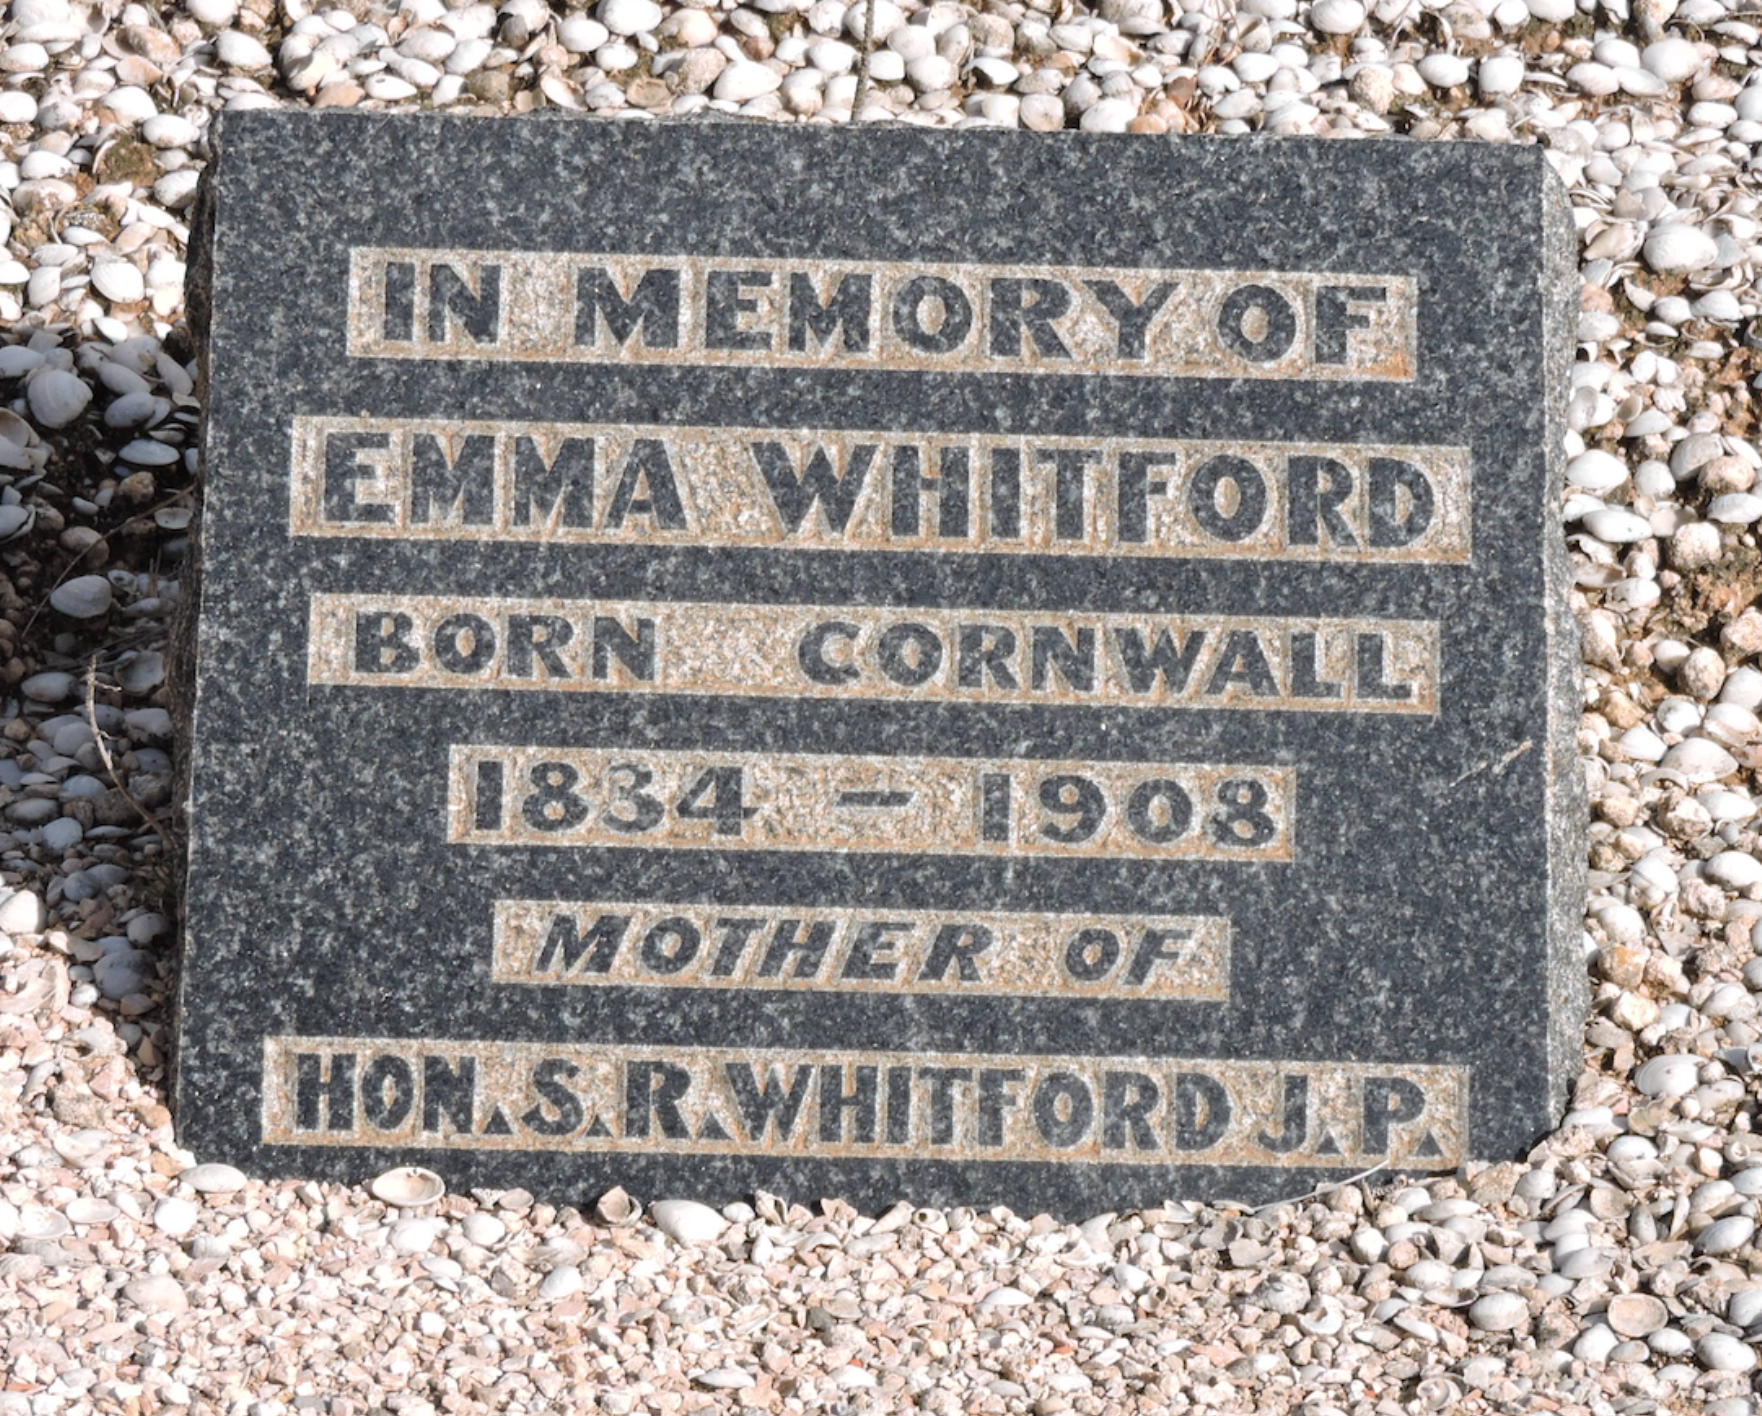 IN MEMORY OF
EMMA WHITFORD
BORN CORNWALL
1834 - 1908
MOTHER OF
HON. S. R. WHITFORD J. P.